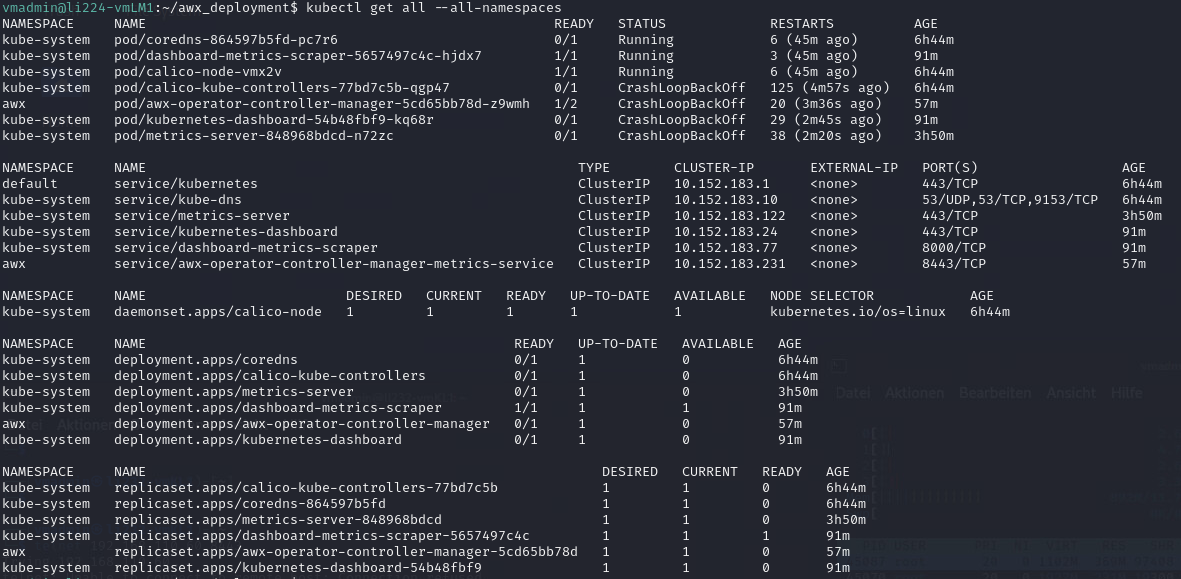 vmadmin@li224-vmLM1:~/awx_deployment$ kubectl get all --all-namespaces
NAMESPACE NAME READY STATUS RESTARTS AGE
kube-system pod/coredns-864597b5fd-pc7r6 0/1 Running 6 (45m ago) 6h44m
kube-system pod/dashboard-metrics-scraper-5657497c4c-hjdx7 1/1 Running 3 (45m ago) 91m
kube-system pod/calico-node-vmx2v 1/1 Running 6 (45m ago) 6h44m
kube-system pod/calico-kube-controllers-77bd7c5b-qgp47 0/1 CrashLoopBackOff 125 (4m57s ago) 6h44m
awx pod/awx-operator-controller-manager-5cd65bb78d-z9wmh 1/2 CrashLoopBackOff 20 (3m36s ago) 57m
kube-system pod/kubernetes-dashboard-54b48fbf9-kq68r 0/1 CrashLoopBackOff 29 (2m45s ago) 91m
kube-system pod/metrics-server-848968bdcd-n72zc 0/1 CrashLoopBackOff 38 (2m20s ago) 3h50m
NAMESPACE NAME TYPE CLUSTER-IP EXTERNAL-IP PORT(S) AGE
default service/kubernetes ClusterIP 10.152.183.1 <none> 443/TCP 6h44m
kube-system service/kube-dns ClusterIP 10.152.183.10 <none> 53/UDP,53/TCP,9153/TCP 6h44m
kube-system service/metrics-server ClusterIP 10.152.183.122 <none> 443/TCP 3h50m
kube-system service/kubernetes-dashboard ClusterIP 10.152.183.24 <none> 443/TCP 91m
kube-system service/dashboard-metrics-scraper ClusterIP 10.152.183.77 <none> 8000/TCP 91m
awx service/awx-operator-controller-manager-metrics-service ClusterIP 10.152.183.231 <none> 8443/TCP 57m
NAMESPACE NAME DESIRED CURRENT READY UP-TO-DATE AVAILABLE NODE SELECTOR AGE
kube-system daemonset.apps/calico-node 1 1 1 1 1 kubernetes.io/os=linux 6h44m
NAMESPACE NAME READY UP-TO-DATE AVAILABLE AGE
kube-system deployment.apps/coredns 0/1 1 0 6h44m
kube-system deployment.apps/calico-kube-controllers 0/1 1 0 6h44m
kube-system deployment.apps/metrics-server 0/1 1 0 3h50m
kube-system deployment.apps/dashboard-metrics-scraper 1/1 1 1 91m
awx deployment.apps/awx-operator-controller-manager 0/1 1 0 57m
kube-system deployment.apps/kubernetes-dashboard 0/1 1 0 91m
Datei Aktionen Bearbeiten Ansicht Hilfe
NAMESPACE NAME DESIRED CURRENT READY AGE
kube-system replicaset.apps/calico-kube-controllers-77bd7c5b 1 1 0 6h44m
kube-system replicaset.apps/coredns-864597b5fd 1 1 0 6h44m
kube-system replicaset.apps/metrics-server-848968bdcd 1 1 0 3h50m
kube-system replicaset.apps/dashboard-metrics-scraper-5657497c4c 1 1 1 91m
awx replicaset.apps/awx-operator-controller-manager-5cd65bb78d 1 1 0 57m
kube-system replicaset.apps/kubernetes-dashboard-54b48fbf9 1 1 0 91m